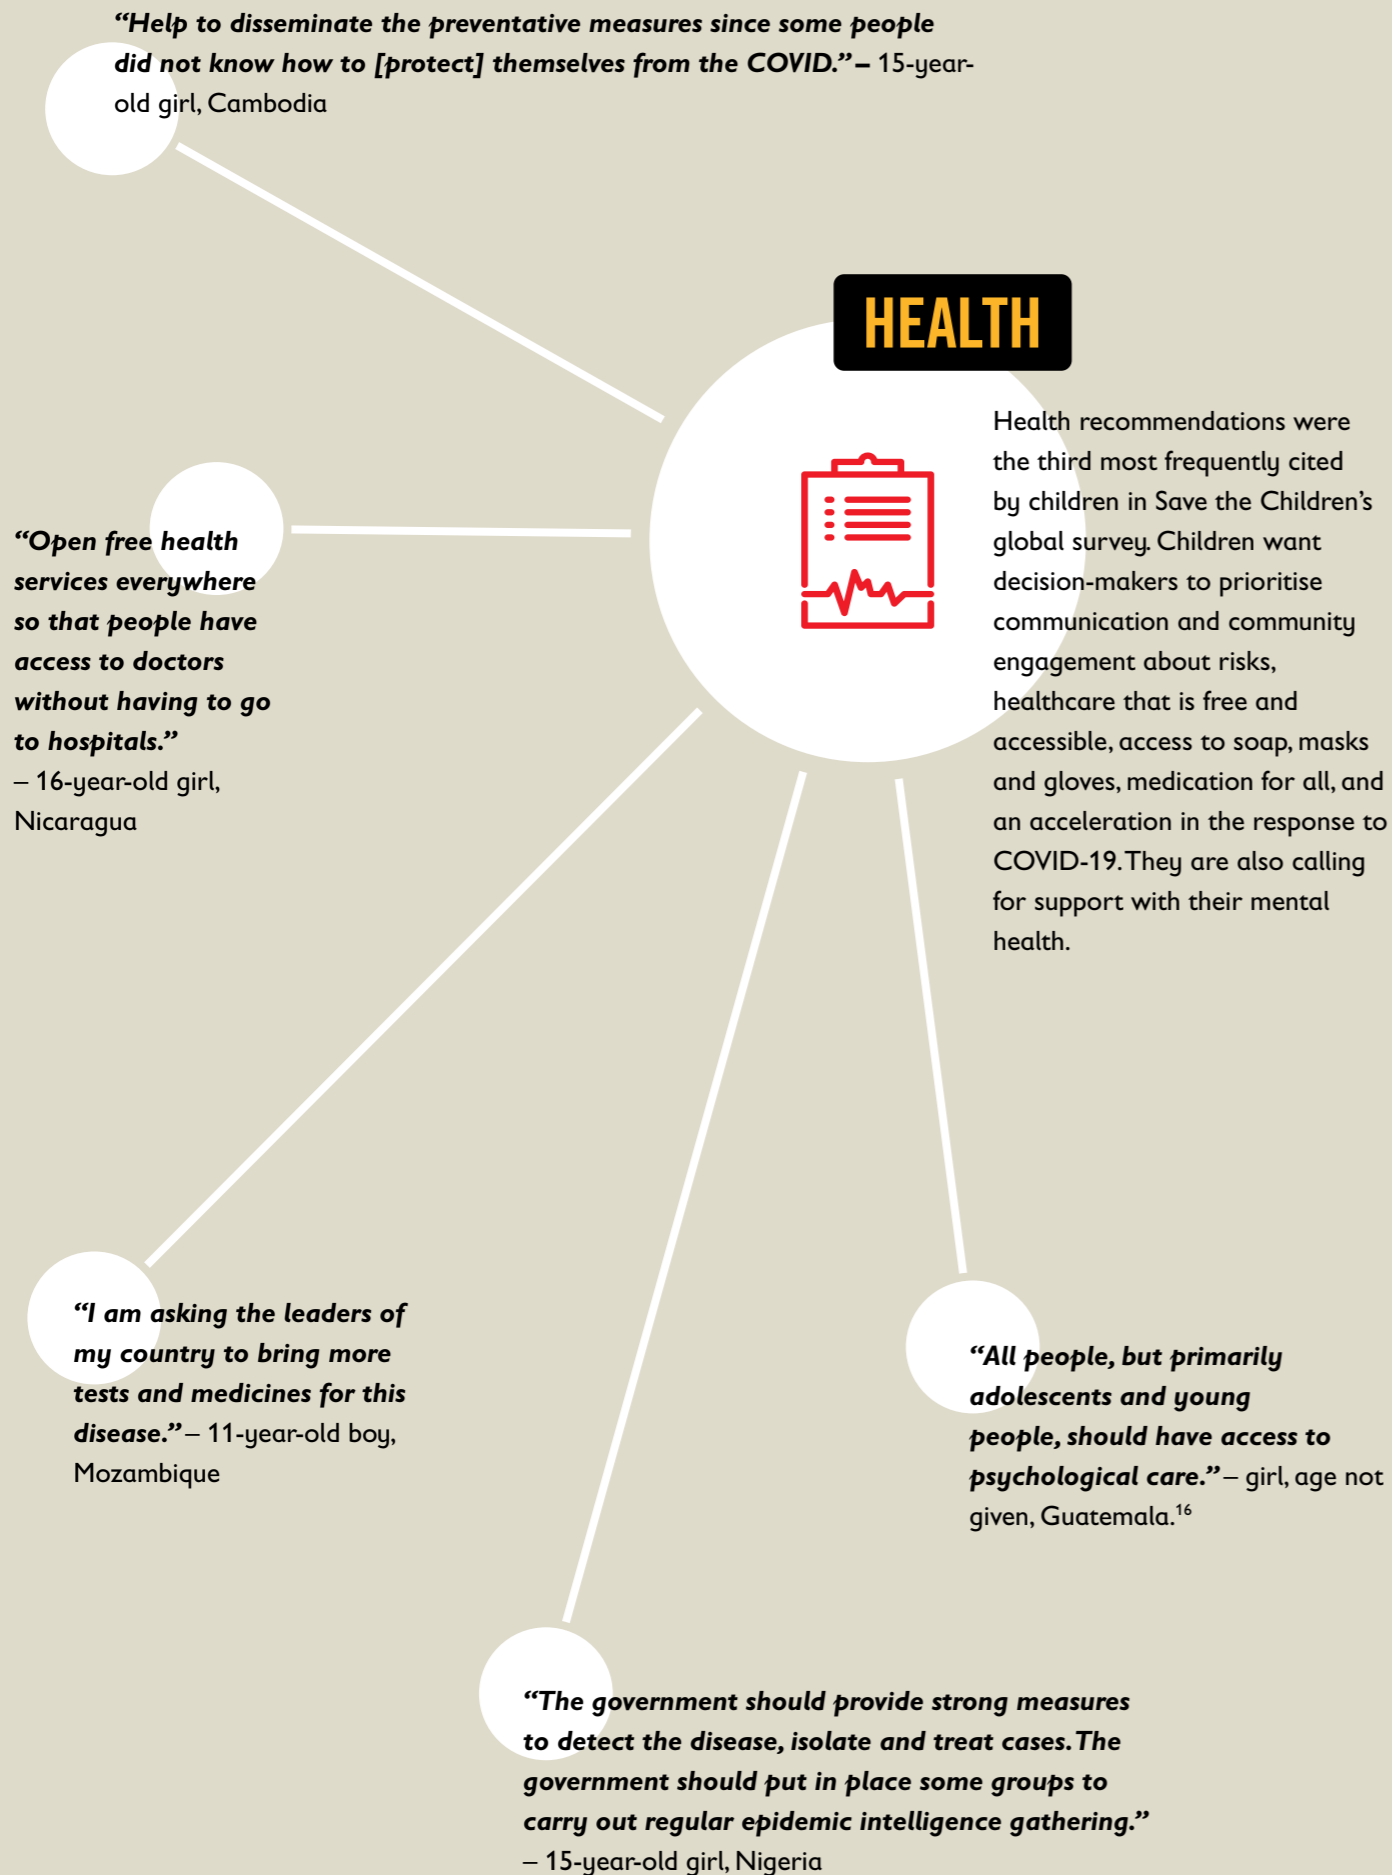 “Help to disseminate the preventative measures since some people
did not know how to [protect] themselves from the COVID.” – 15-year-
old girl, Cambodia
HEALTH
Health recommendations were
the third most frequently cited
by children in Save the Children’s
global survey. Children want
decision-makers to prioritise
communication and community
engagement about risks,
healthcare that is free and
accessible, access to soap, masks
and gloves, medication for all, and
an acceleration in the response to
COVID-19. They are also calling
for support with their mental
health.
“Open free health
services everywhere
so that people have
access to doctors
without having to go
to hospitals.”
– 16-year-old girl,
Nicaragua
“I am asking the leaders of
my country to bring more
tests and medicines for this
disease.” – 11-year-old boy,
Mozambique
“All people, but primarily
adolescents and young
people, should have access to
psychological care.” – girl, age not
given, Guatemala.16
“The government should provide strong measures
to detect the disease, isolate and treat cases. The
government should put in place some groups to
carry out regular epidemic intelligence gathering.”
– 15-year-old girl, Nigeria